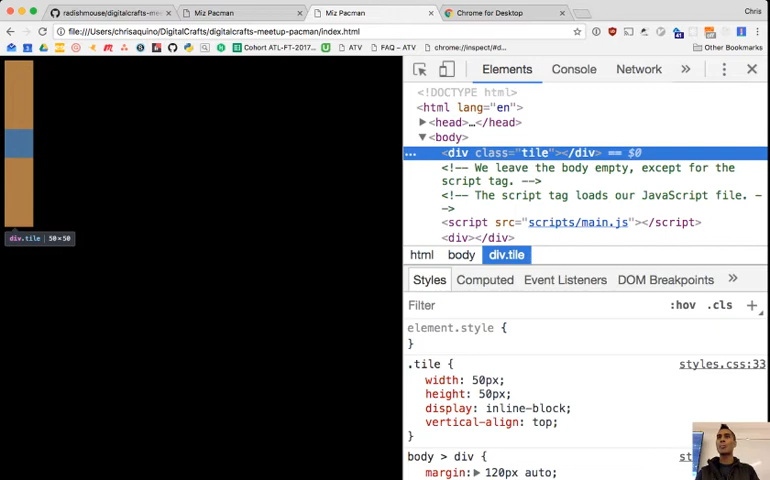 radishmouse/digitalcrafts-me
Miz Pacman
Miz Pacman
Chrome for Desktop
Chris
file:///Users/chrisaquino/DigitalCrafts/digitalcrafts-meetup-pacman/index.html
Cohort ATL-FT-2017
ATV
FAQ – ATV
chrome://inspect/#d...
Other Bookmarks
Elements
Console
Network
<!DOCTYPE html>
<html lang="en">
<head>…</head>
<body>
… <div class="tile"></div> == $0
<!-- We leave the body empty, except for the
script tag. -->
<!-- The script tag loads our JavaScript file. -
->
<script src="scripts/main.js"></script>
<div></div>
div.tile | 50×50
html body div.tile
Styles
Computed
Event Listeners
DOM Breakpoints
Filter
:hov .cls +
element.style {
}
.tile {
styles.css:33
width: 50px;
height: 50px;
display: inline-block;
vertical-align: top;
}
body > div {
st
margin: 120px auto;